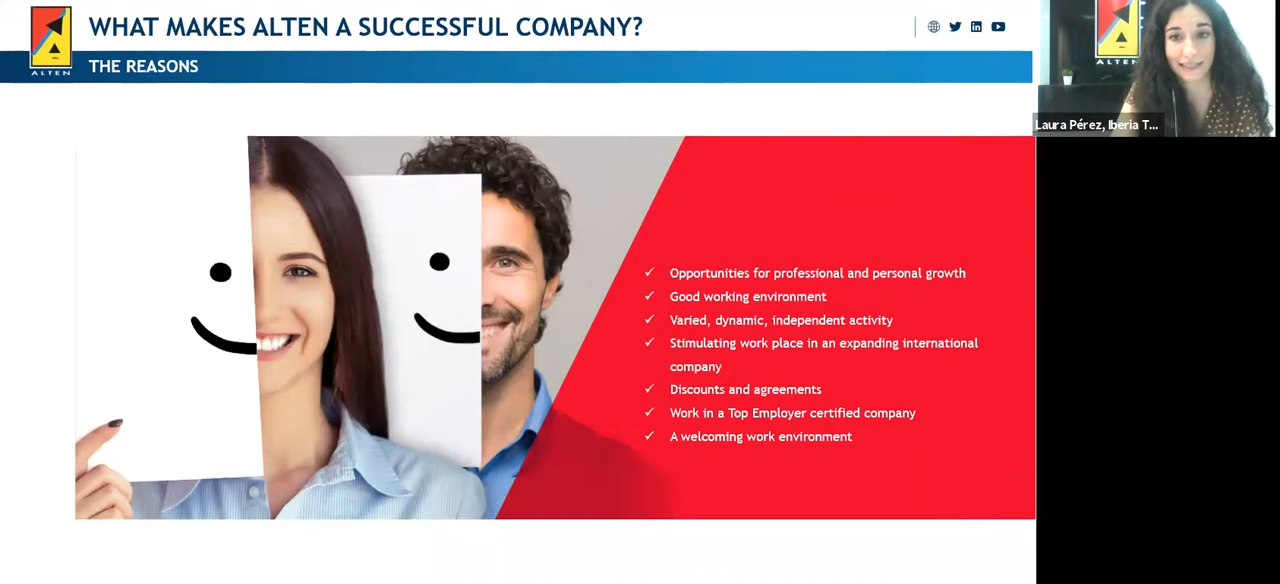 WHAT MAKES ALTEN A SUCCESSFUL COMPANY?
ALTEN
THE REASONS
ALTEN
Laura Pérez, Iberia T...
✓ Opportunities for professional and personal growth
✓ Good working environment
✓ Varied, dynamic, independent activity
✓ Stimulating work place in an expanding international
company
✓ Discounts and agreements
✓ Work in a Top Employer certified company
✓ A welcoming work environment